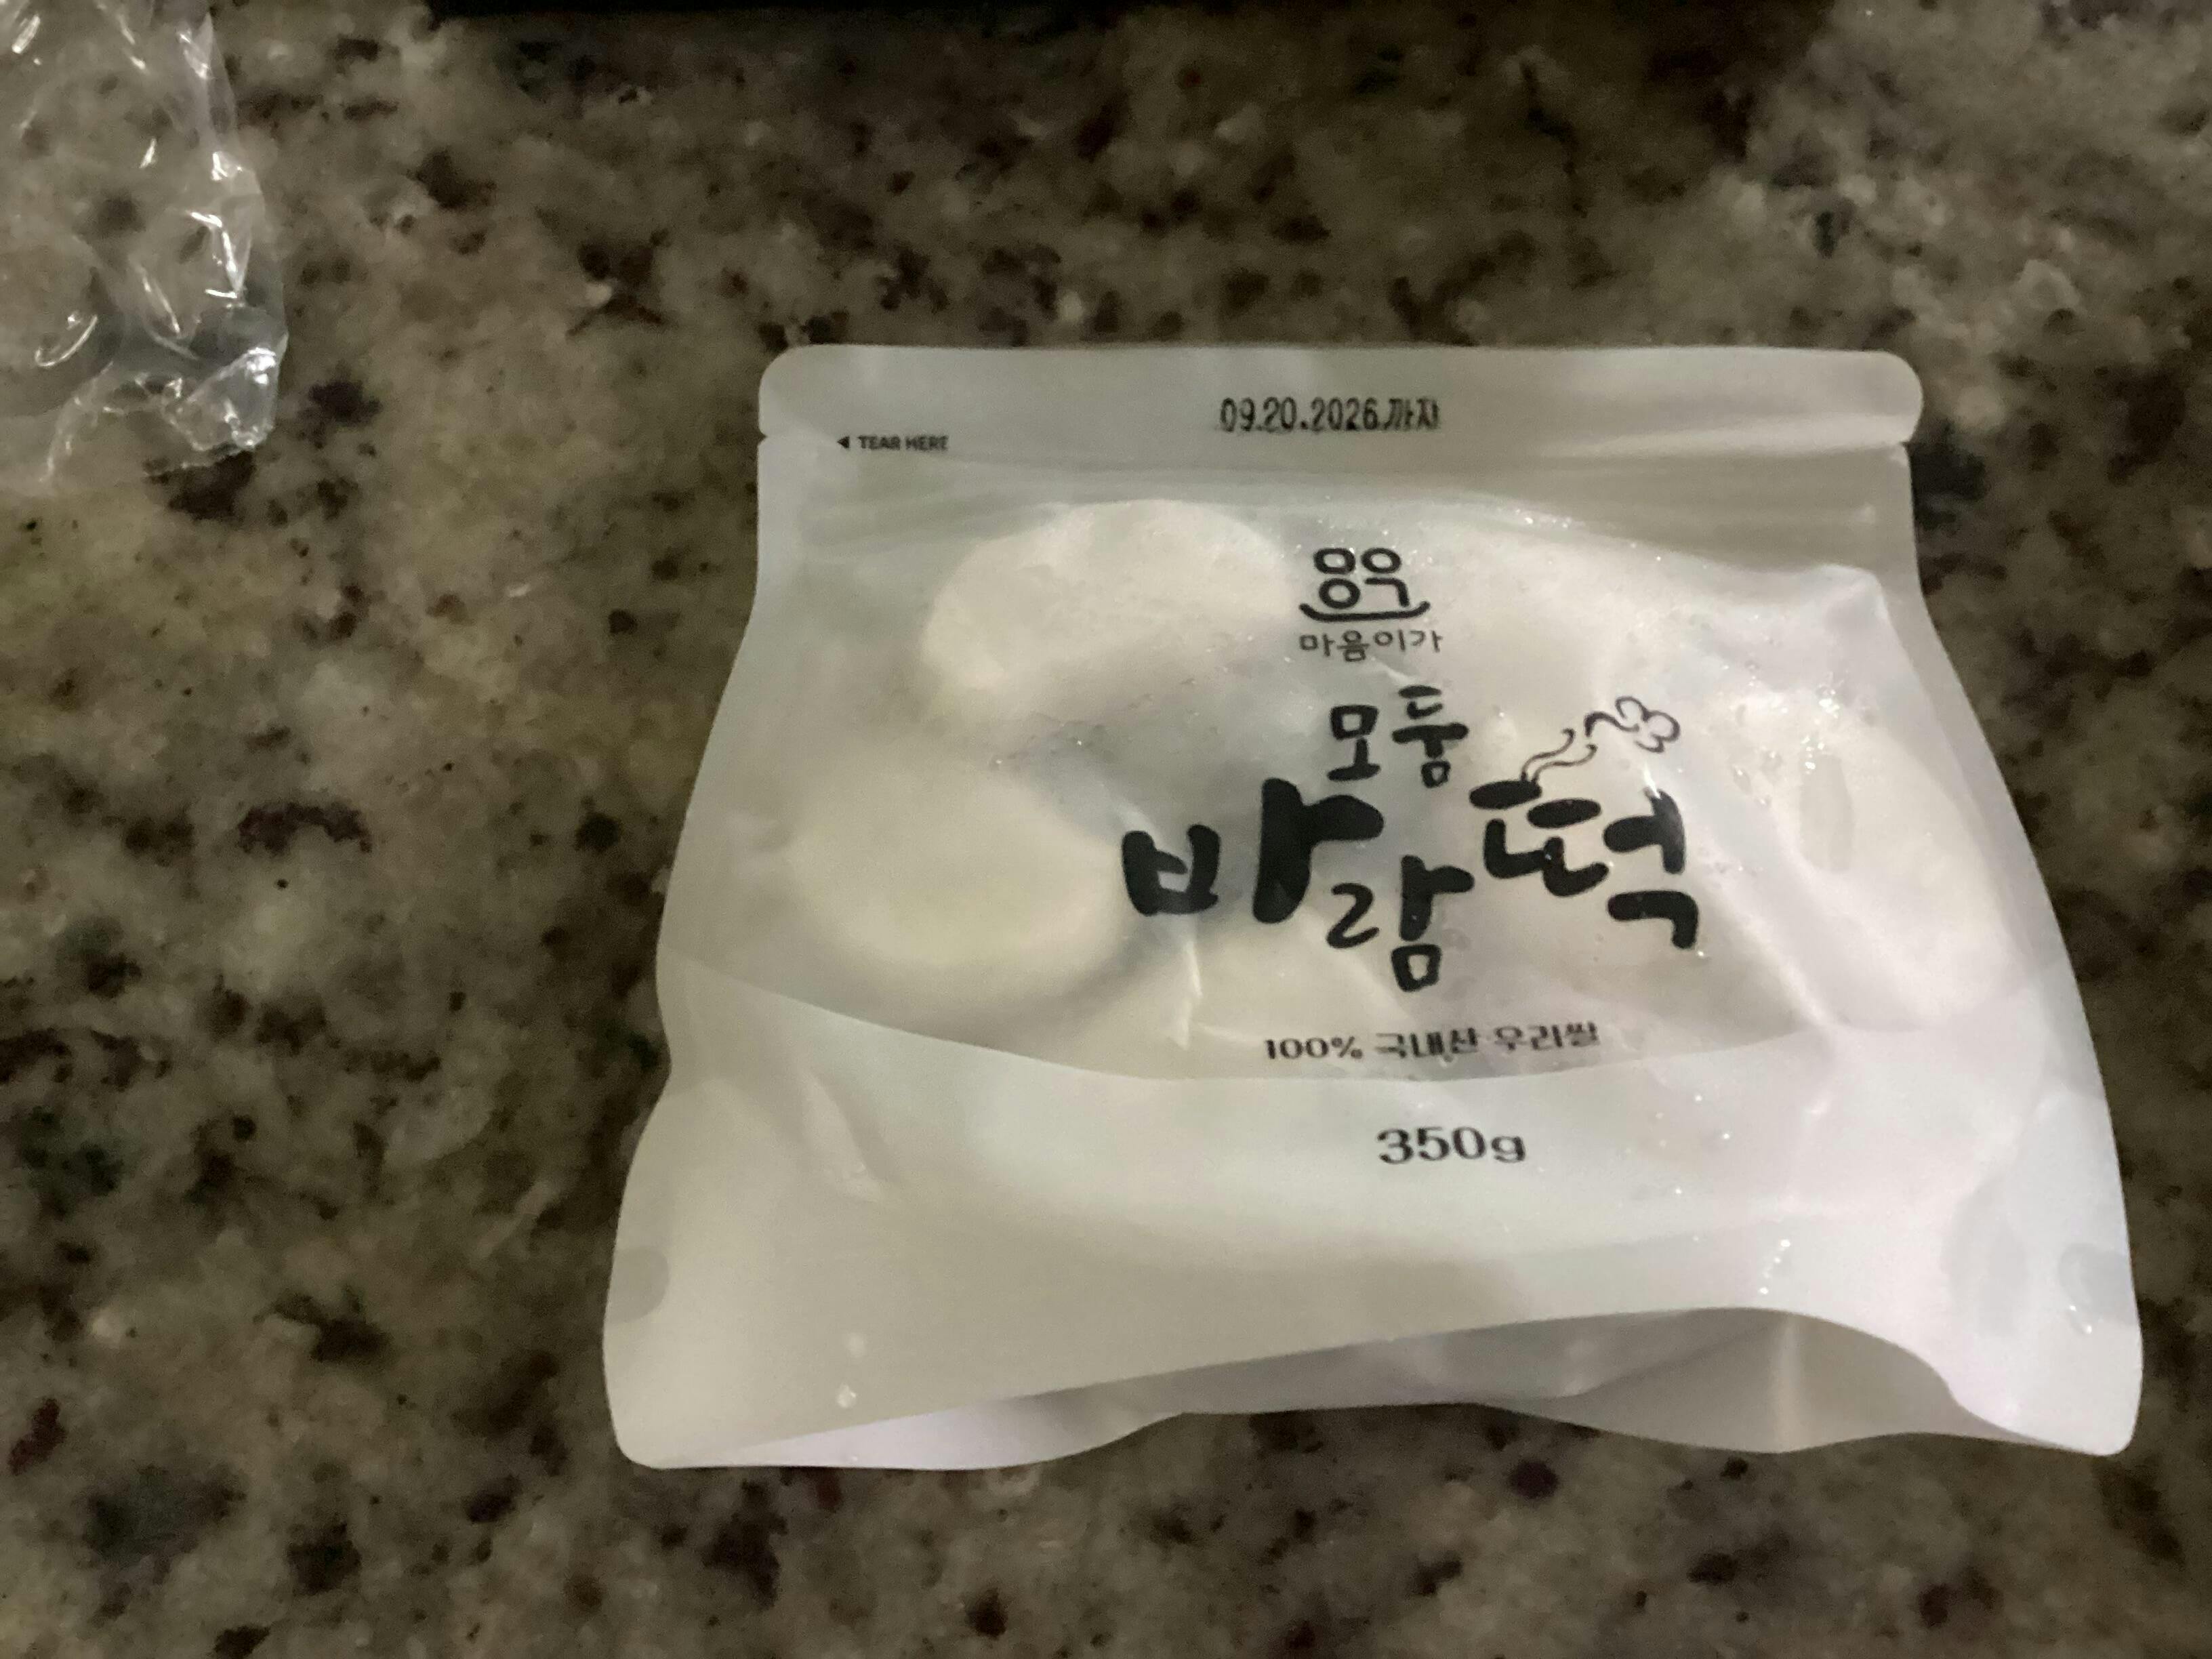 09.20.2026까지
◀ TEAR HERE
마음이가
모둠
바람떡
100% 국내산 우리쌀
350g